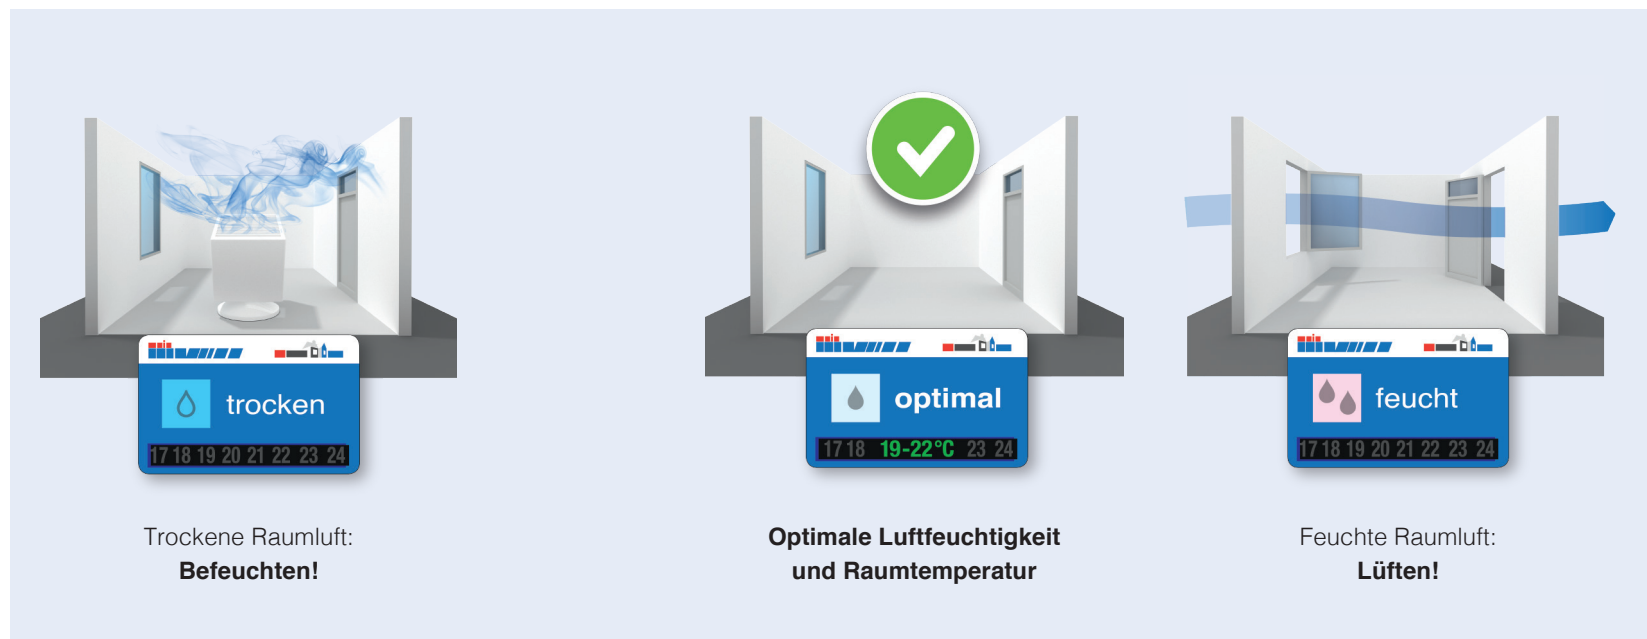 trocken
17 18 19 20 21 22 23 24
Trockene Raumluft:
Befeuchten!
optimal
17 18 19-22°C 23 24
Optimale Luftfeuchtigkeit
und Raumtemperatur
feucht
17 18 19 20 21 22 23 24
Feuchte Raumluft:
Lüften!